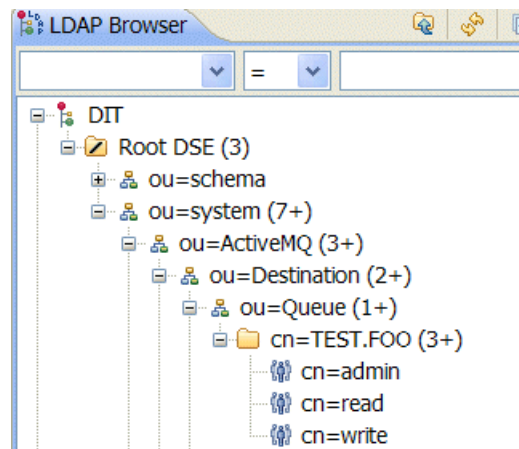 LDAP Browser
=
DIT
Root DSE (3)
ou=schema
ou=system (7+)
ou=ActiveMQ (3+)
ou=Destination (2+)
ou=Queue (1+)
cn=TEST.FOO (3+)
cn=admin
cn=read
cn=write